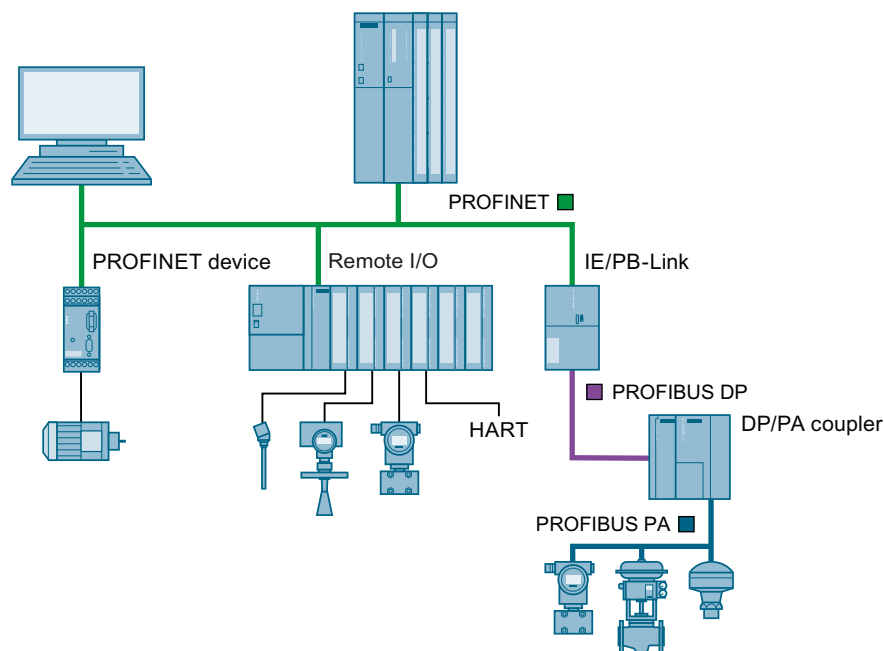 PROFINET
PROFINET device
Remote I/O
IE/PB-Link
PROFIBUS DP
DP/PA coupler
HART
PROFIBUS PA